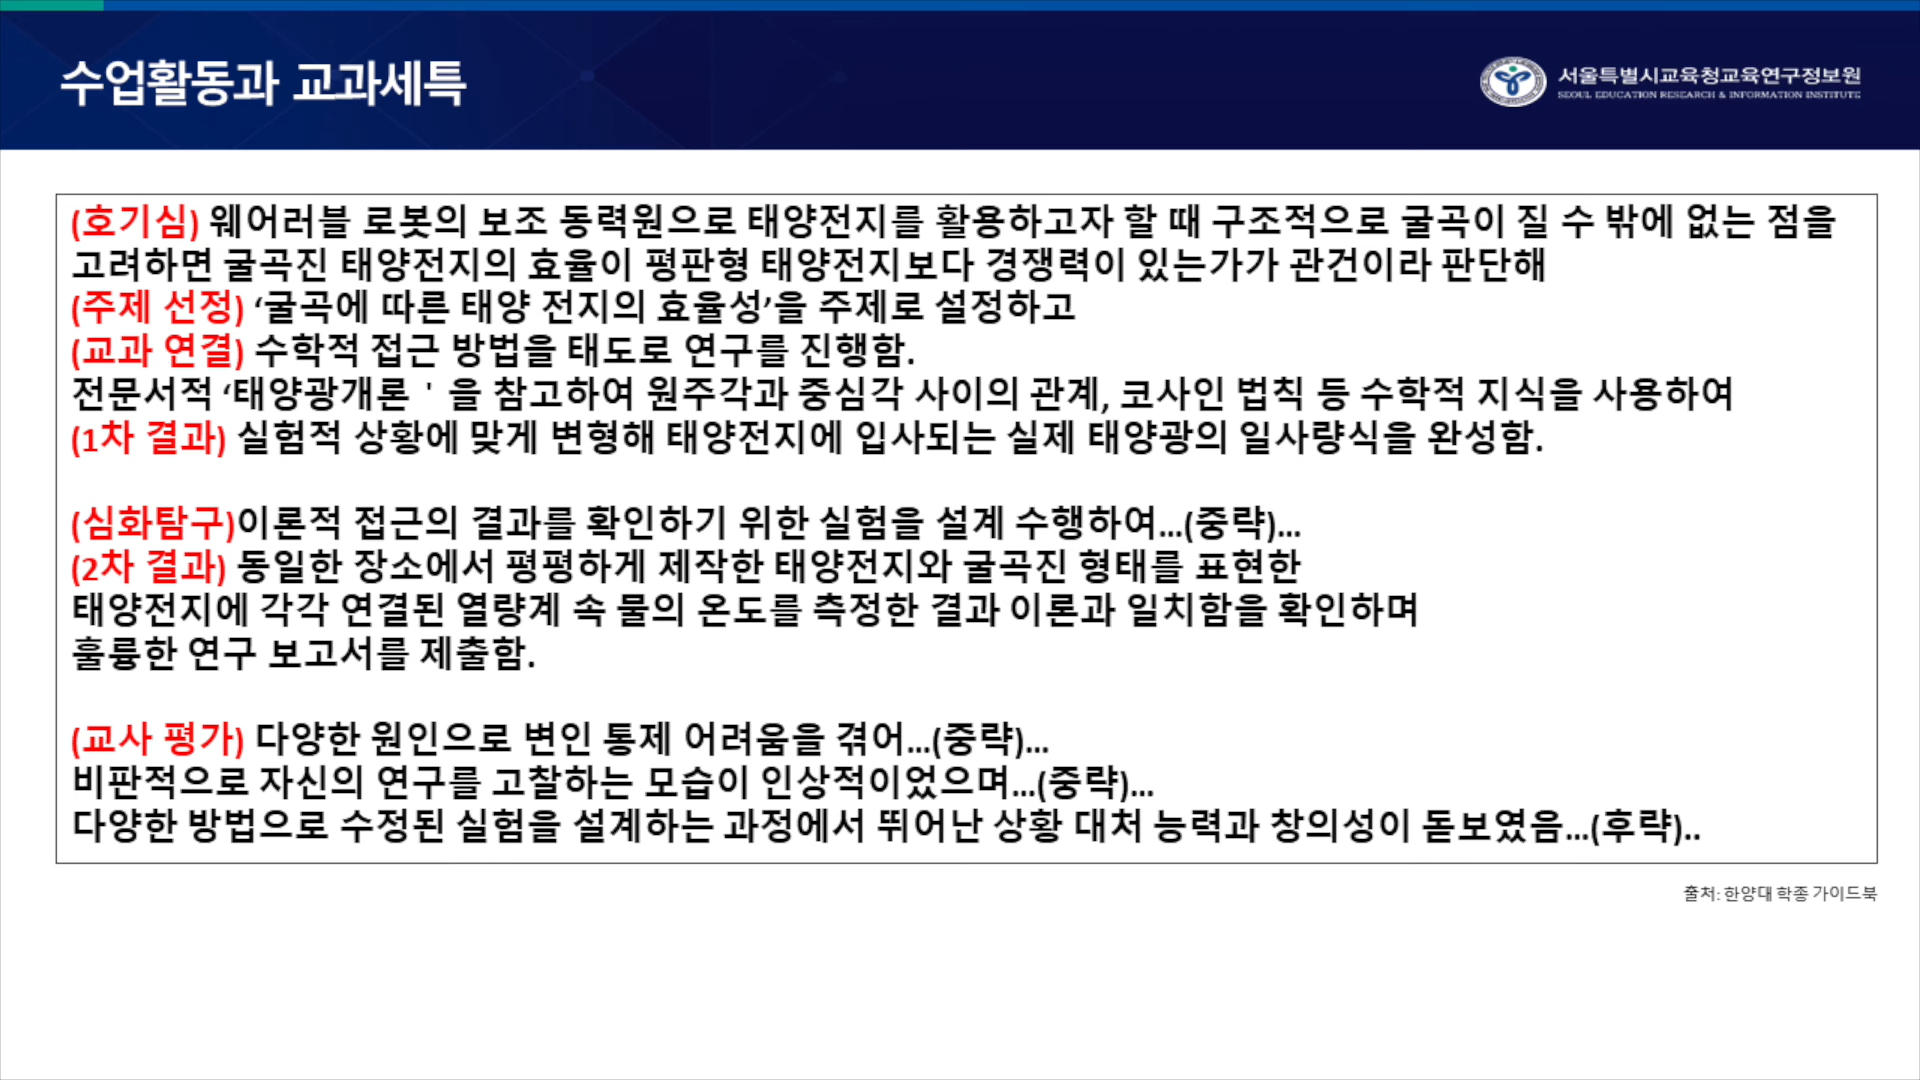 수업활동과 교과세특
서울특별시교육청교육연구정보원
SEOUL EDUCATION RESEARCH & INFORMATION INSTITUTE
(호기심) 웨어러블 로봇의 보조 동력원으로 태양전지를 활용하고자 할 때 구조적으로 굴곡이 질 수 밖에 없는 점을
고려하면 굴곡진 태양전지의 효율이 평판형 태양전지보다 경쟁력이 있는가가 관건이라 판단해
(주제 선정) ‘굴곡에 따른 태양 전지의 효율성’을 주제로 설정하고
(교과 연결) 수학적 접근 방법을 태도로 연구를 진행함.
전문서적 ‘태양광개론 ' 을 참고하여 원주각과 중심각 사이의 관계, 코사인 법칙 등 수학적 지식을 사용하여
(1차 결과) 실험적 상황에 맞게 변형해 태양전지에 입사되는 실제 태양광의 일사량식을 완성함.
(심화탐구)이론적 접근의 결과를 확인하기 위한 실험을 설계 수행하여...(중략)...
(2차 결과) 동일한 장소에서 평평하게 제작한 태양전지와 굴곡진 형태를 표현한
태양전지에 각각 연결된 열량계 속 물의 온도를 측정한 결과 이론과 일치함을 확인하며
훌륭한 연구 보고서를 제출함.
(교사 평가) 다양한 원인으로 변인 통제 어려움을 겪어...(중략)...
비판적으로 자신의 연구를 고찰하는 모습이 인상적이었으며...(중략)...
다양한 방법으로 수정된 실험을 설계하는 과정에서 뛰어난 상황 대처 능력과 창의성이 돋보였음...(후략)..
출처: 한양대 학종 가이드북